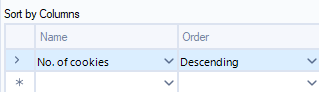 Sort by Columns
Name Order
> No. of cookies Descending
*